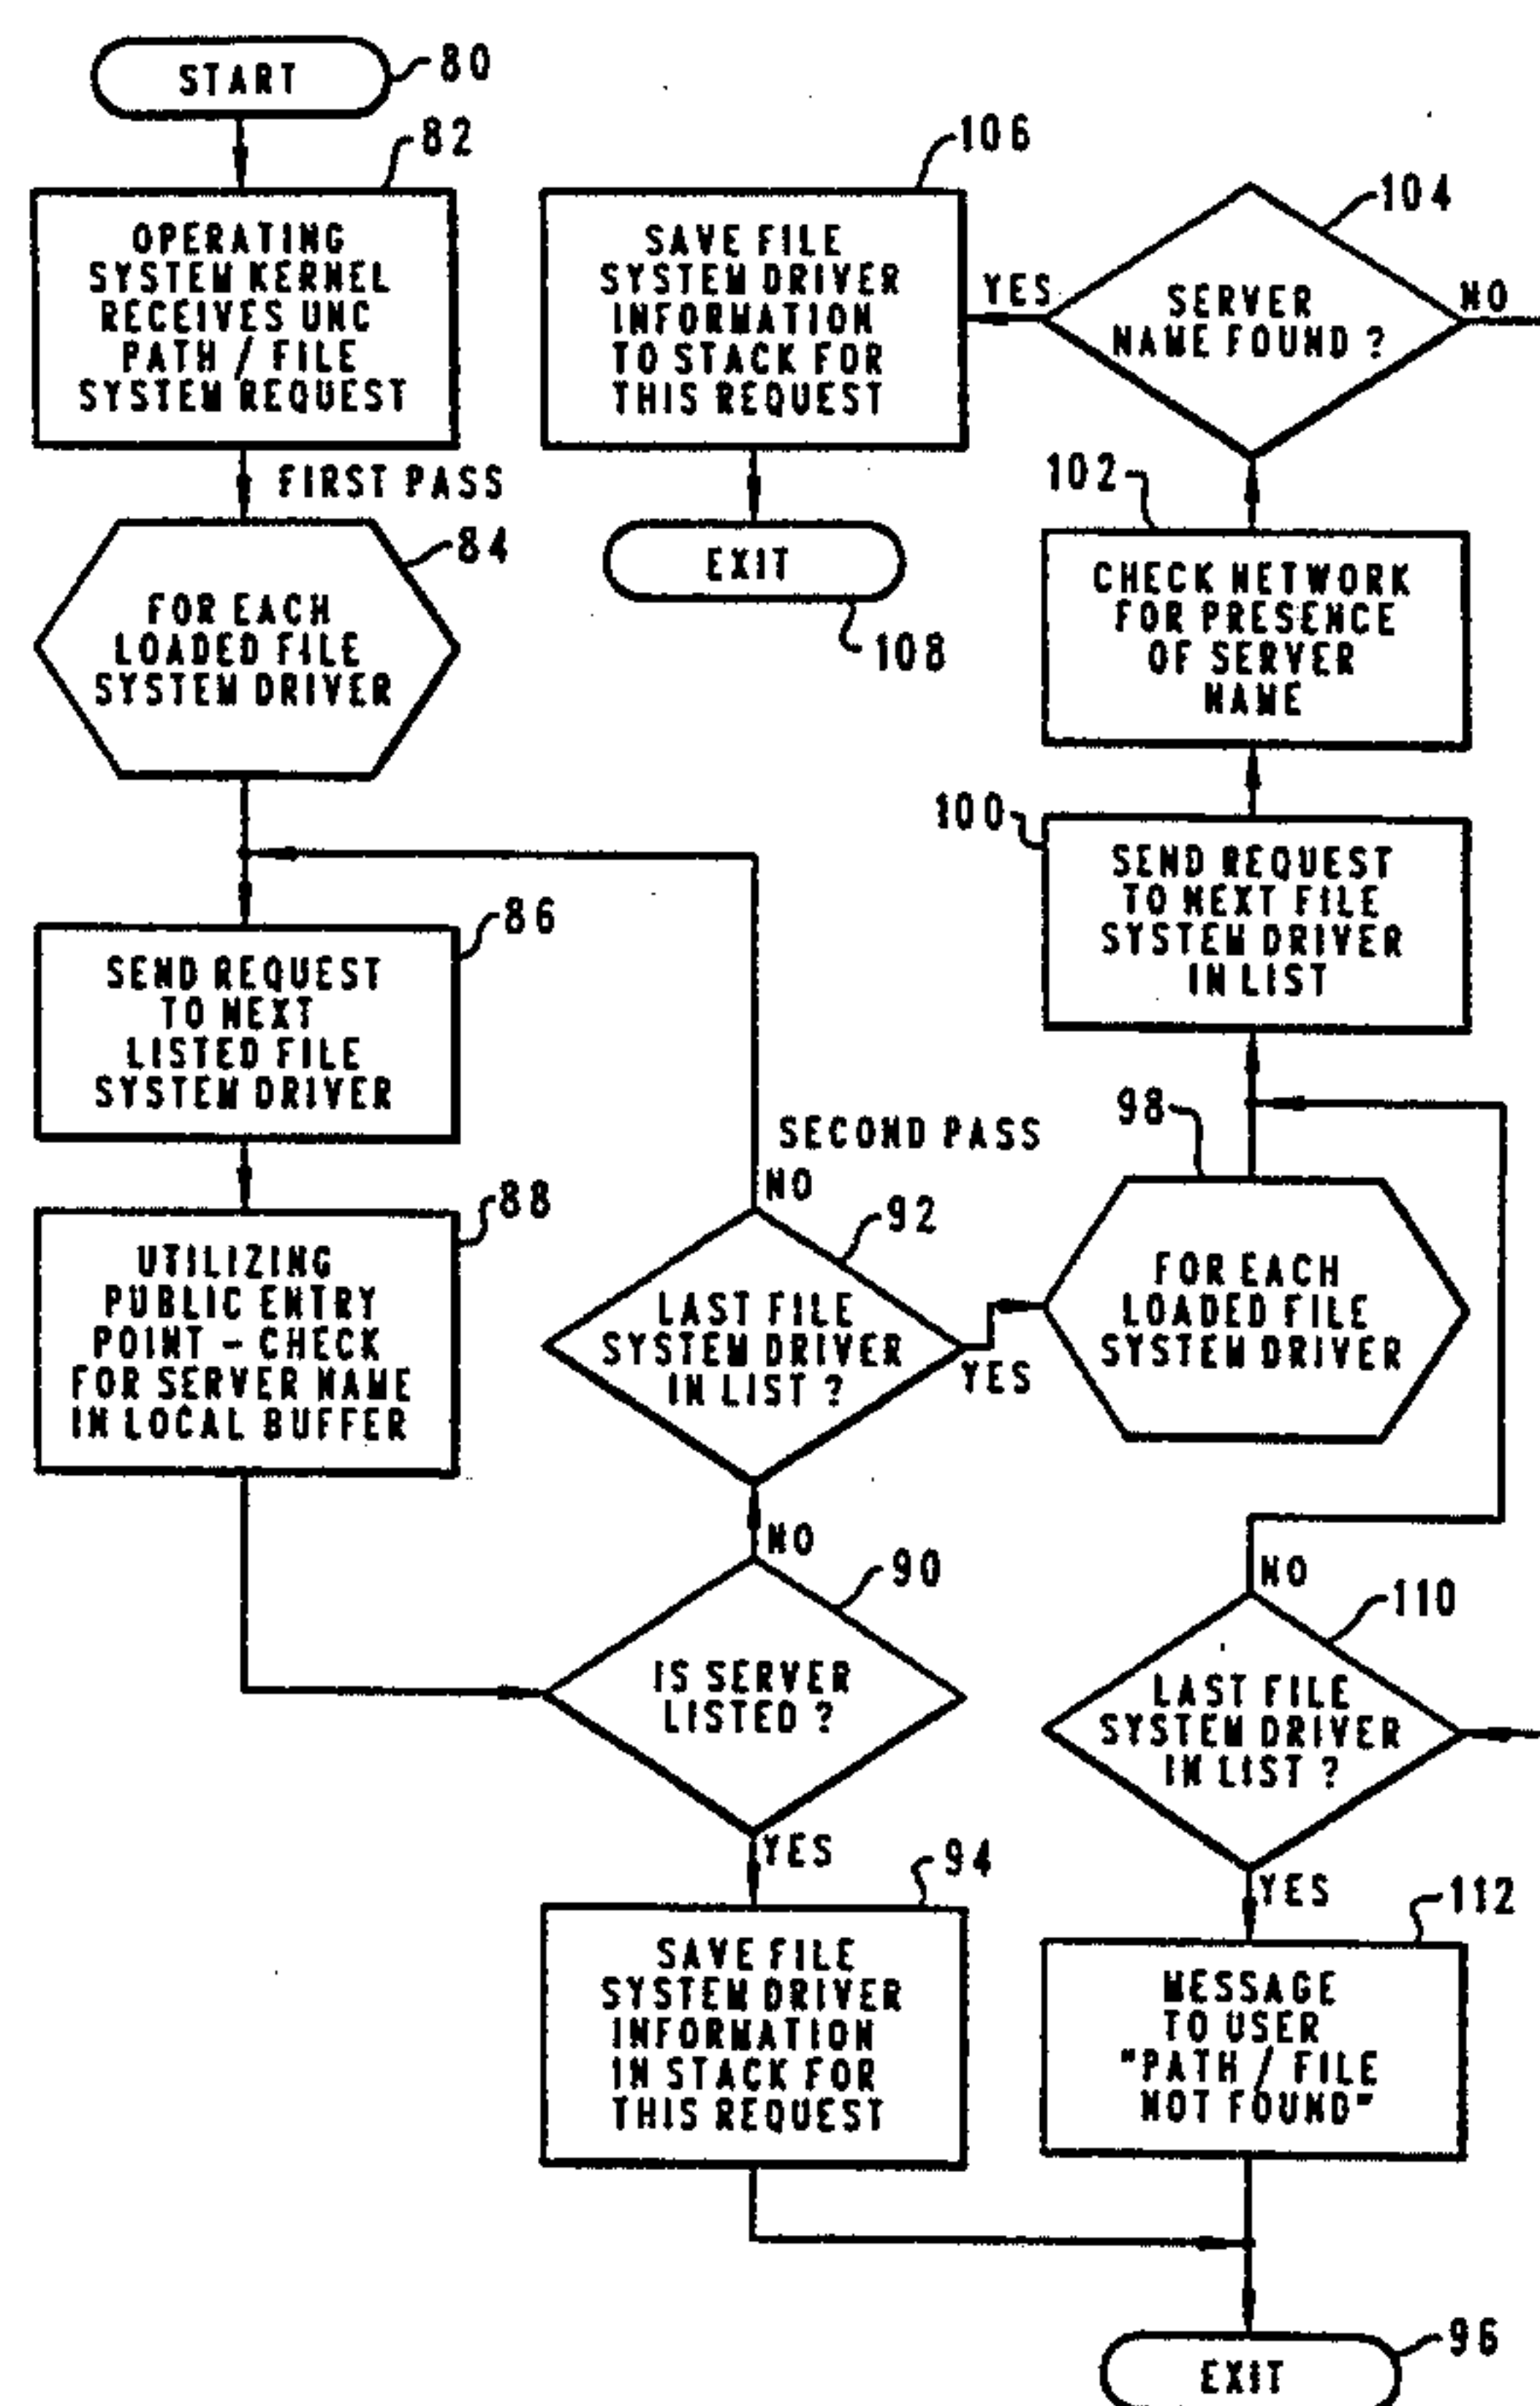 START
80
82
OPERATING
SYSTEM KERNEL
RECEIVES UNC
PATH / FILE
SYSTEM REQUEST
FIRST PASS
84
FOR EACH
LOADED FILE
SYSTEM DRIVER
86
SEND REQUEST
TO NEXT
LISTED FILE
SYSTEM DRIVER
88
UTILIZING
PUBLIC ENTRY
POINT - CHECK
FOR SERVER NAME
IN LOCAL BUFFER
106
SAVE FILE
SYSTEM DRIVER
INFORMATION
TO STACK FOR
THIS REQUEST
EXIT
108
SECOND PASS
NO
92
LAST FILE
SYSTEM DRIVER
IN LIST ?
YES
NO
90
IS SERVER
LISTED ?
YES
94
SAVE FILE
SYSTEM DRIVER
INFORMATION
IN STACK FOR
THIS REQUEST
104
YES
SERVER
NAME FOUND ?
NO
102
CHECK NETWORK
FOR PRESENCE
OF SERVER
NAME
100
SEND REQUEST
TO NEXT FILE
SYSTEM DRIVER
IN LIST
98
FOR EACH
LOADED FILE
SYSTEM DRIVER
NO
110
LAST FILE
SYSTEM DRIVER
IN LIST ?
YES
112
MESSAGE
TO USER
"PATH / FILE
NOT FOUND"
96
EXIT